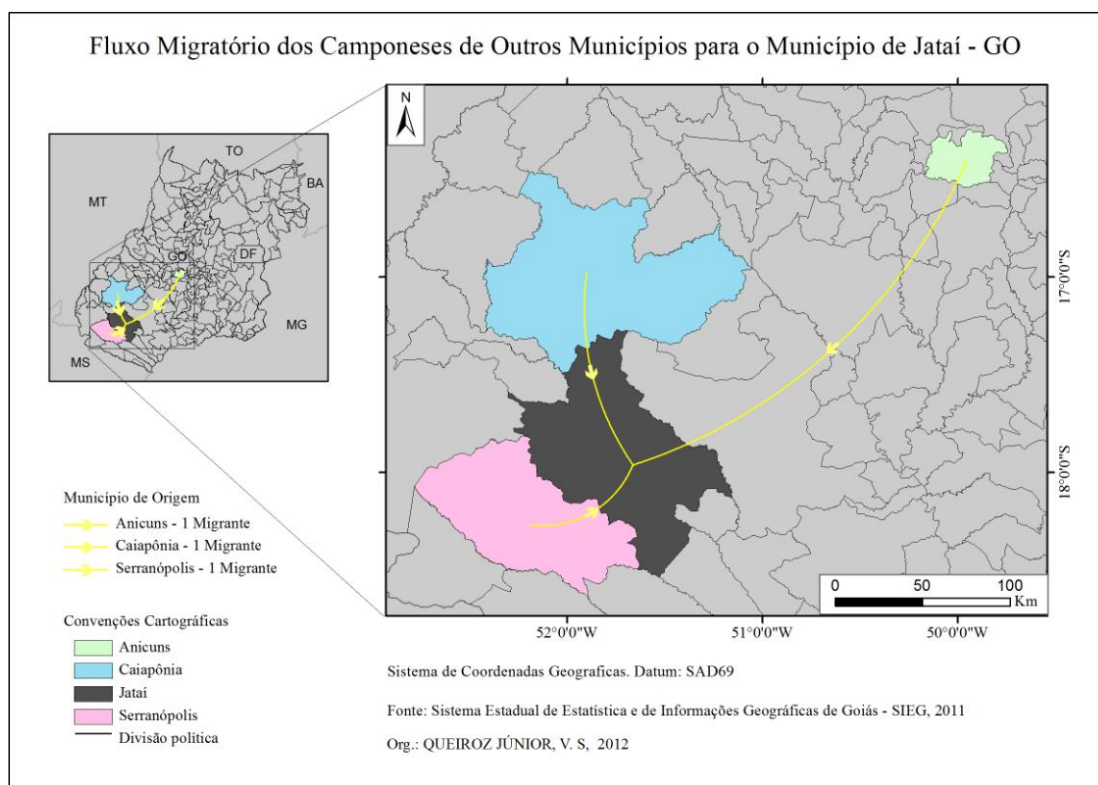 Fluxo Migratório dos Camponeses de Outros Municípios para o Município de Jataí - GO
TO
BA
MT
GO
DF
MG
MS
N
17°0'0"S
18°0'0"S
0 50 100
Km
52°0'0"W 51°0'0"W 50°0'0"W
Município de Origem
Anicuns - 1 Migrante
Caiapônia - 1 Migrante
Serranópolis - 1 Migrante
Convenções Cartográficas
Anicuns
Caiapônia
Jataí
Serranópolis
Divisão política
Sistema de Coordenadas Geograficas. Datum: SAD69
Fonte: Sistema Estadual de Estatistica e de Informações Geográficas de Goiás - SIEG, 2011
Org.: QUEIROZ JÚNIOR, V. S, 2012